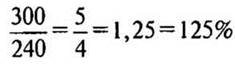 300/240 = 5/4 = 1,25 = 125%